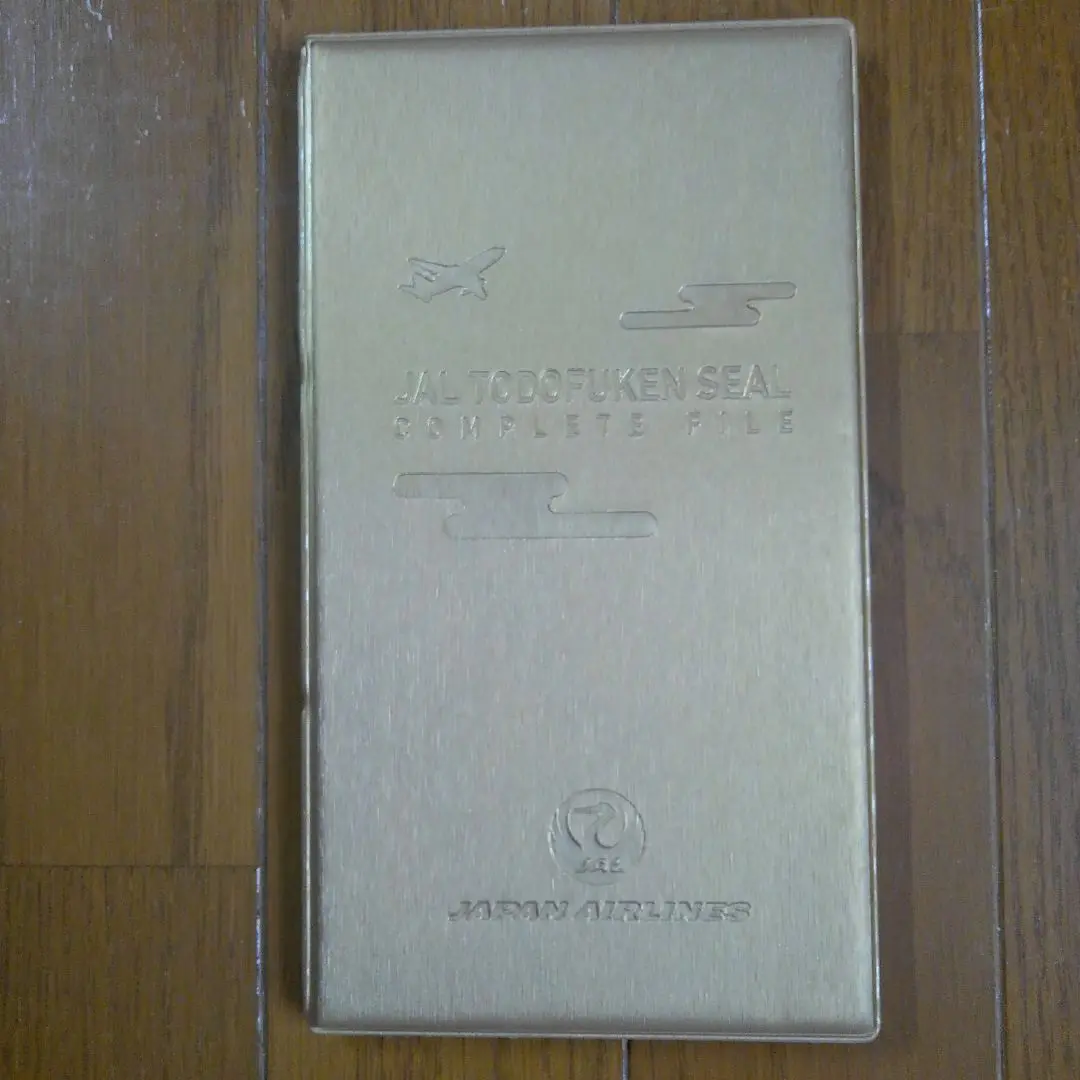 JAL TODOFUKEN SEAL
COMPLETE FILE
JAL
JAPAN AIRLINES